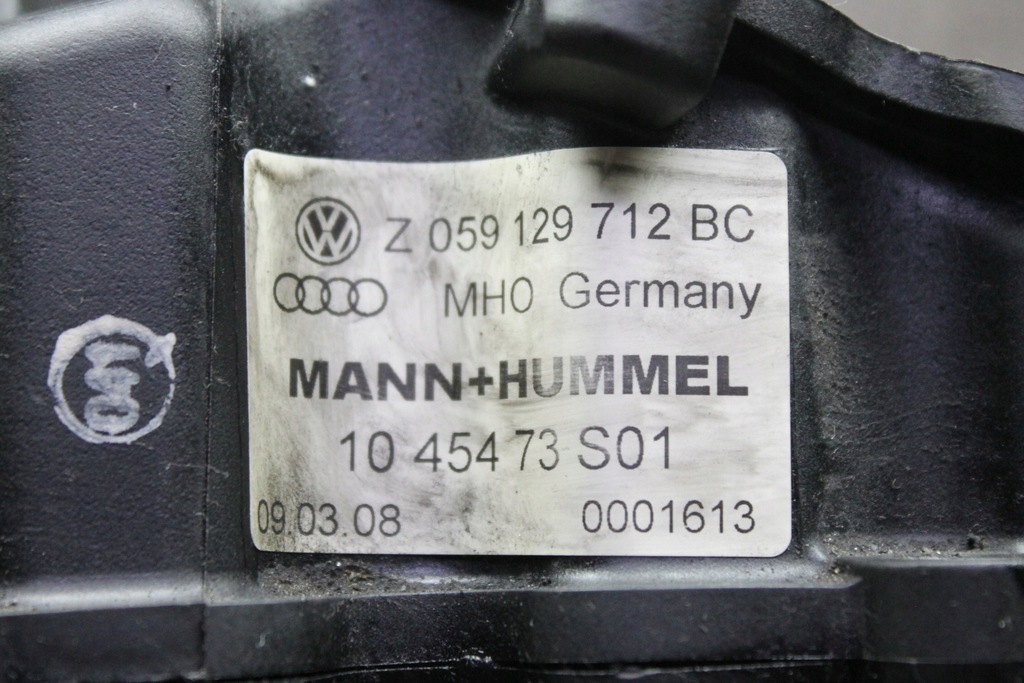 Z 059 129 712 BC
MH0 Germany
MANN+HUMMEL
10 454 73 S01
09.03.08 0001613